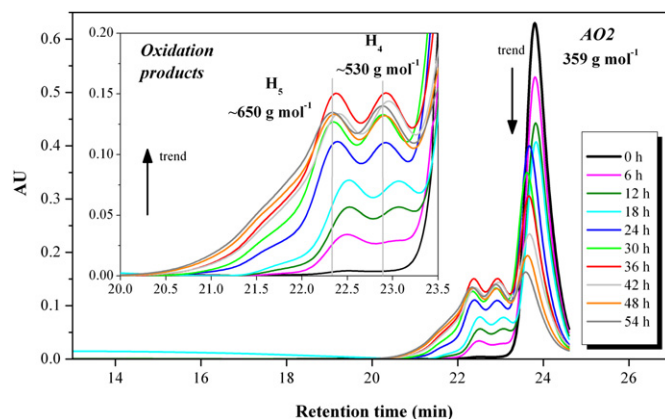 AO2
359 g mol⁻¹
trend
Oxidation
products
H₅
~650 g mol⁻¹
H₄
~530 g mol⁻¹
trend
0.20
0.15
0.10
0.05
0.00
20.0 20.5 21.0 21.5 22.0 22.5 23.0 23.5
0.6
0.5
0.4
0.3
0.2
0.1
0.0
AU
0 h
6 h
12 h
18 h
24 h
30 h
36 h
42 h
48 h
54 h
14 16 18 20 22 24 26
Retention time (min)